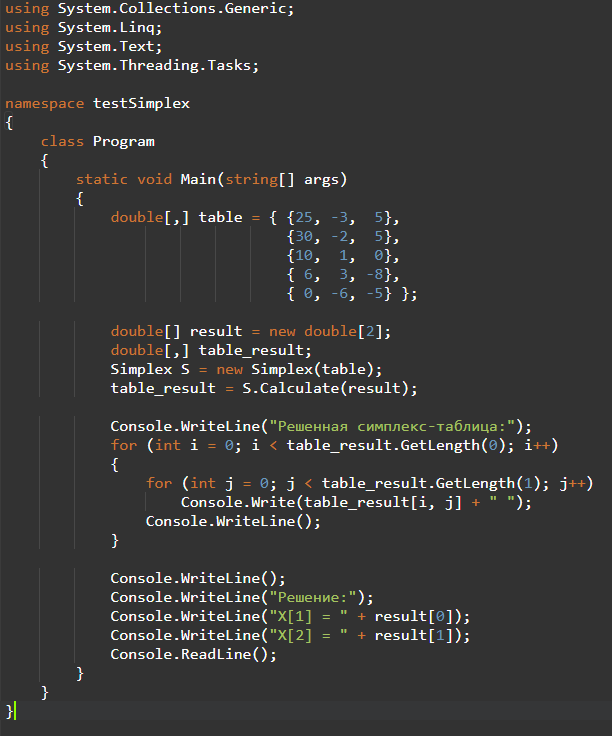 using System.Collections.Generic;
using System.Linq;
using System.Text;
using System.Threading.Tasks;
namespace testSimplex
{
class Program
{
static void Main(string[] args)
{
double[,] table = { {25, -3,  5},
{30, -2,  5},
{10,  1,  0},
{ 6,  3, -8},
{ 0, -6, -5} };
double[] result = new double[2];
double[,] table_result;
Simplex S = new Simplex(table);
table_result = S.Calculate(result);
Console.WriteLine("Решенная симплекс-таблица:");
for (int i = 0; i < table_result.GetLength(0); i++)
{
for (int j = 0; j < table_result.GetLength(1); j++)
Console.Write(table_result[i, j] + " ");
Console.WriteLine();
}
Console.WriteLine();
Console.WriteLine("Решение:");
Console.WriteLine("X[1] = " + result[0]);
Console.WriteLine("X[2] = " + result[1]);
Console.ReadLine();
}
}
}